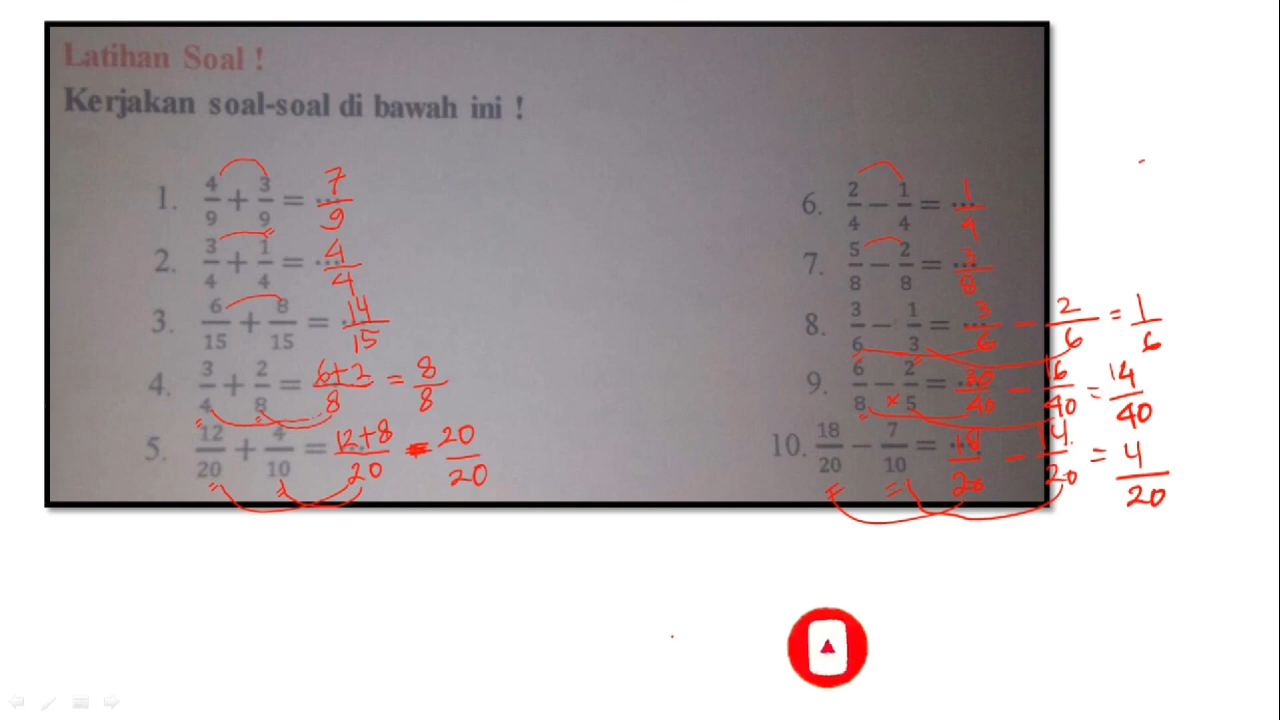 Latihan Soal !
Kerjakan soal-soal di bawah ini !
1. 4/9 + 3/9 = ... 7/9
2. 3/4 + 1/4 = ... 4/4
3. 6/15 + 8/15 = ... 14/15
4. 3/4 + 2/8 = 6+2/8 = 8/8
5. 12/20 + 4/10 = 12+8/20 = 20/20
6. 2/4 - 1/4 = ... 1/4
7. 5/8 - 2/8 = ... 3/8
8. 3/6 - 1/3 = ... 3/6 - 2/6 = 1/6
9. 6/8 - 2/5 = ... 30/40 - 16/40 = 14/40
10. 18/20 - 7/10 = ... 18/20 - 14/20 = 4/20